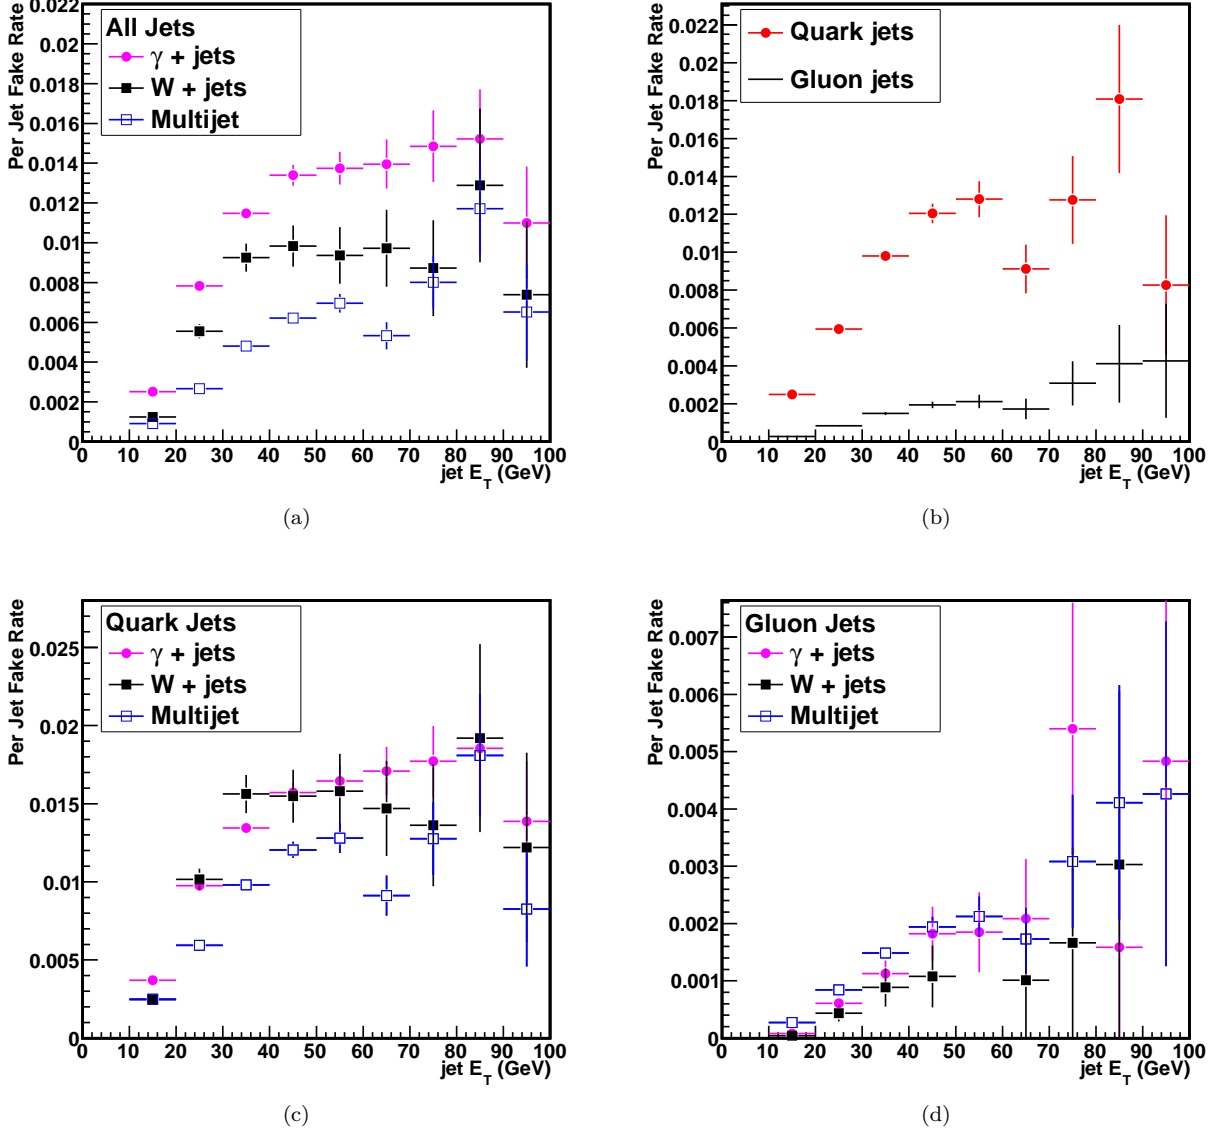 Per Jet Fake Rate
0.022
0.02
0.018
0.016
0.014
0.012
0.01
0.008
0.006
0.004
0.002
0
All Jets
γ + jets
W + jets
Multijet
0 10 20 30 40 50 60 70 80 90 100
jet E_T (GeV)
(a)
Per Jet Fake Rate
0.022
0.02
0.018
0.016
0.014
0.012
0.01
0.008
0.006
0.004
0.002
0
Quark jets
Gluon jets
0 10 20 30 40 50 60 70 80 90 100
jet E_T (GeV)
(b)
Per Jet Fake Rate
0.025
0.02
0.015
0.01
0.005
0
Quark Jets
γ + jets
W + jets
Multijet
0 10 20 30 40 50 60 70 80 90 100
jet E_T (GeV)
(c)
Per Jet Fake Rate
0.007
0.006
0.005
0.004
0.003
0.002
0.001
0
Gluon Jets
γ + jets
W + jets
Multijet
0 10 20 30 40 50 60 70 80 90 100
jet E_T (GeV)
(d)